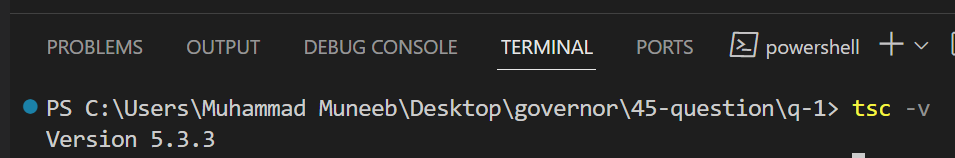 PROBLEMS OUTPUT DEBUG CONSOLE TERMINAL PORTS powershell
PS C:\Users\Muhammad Muneeb\Desktop\governor\45-question\q-1> tsc -v
Version 5.3.3